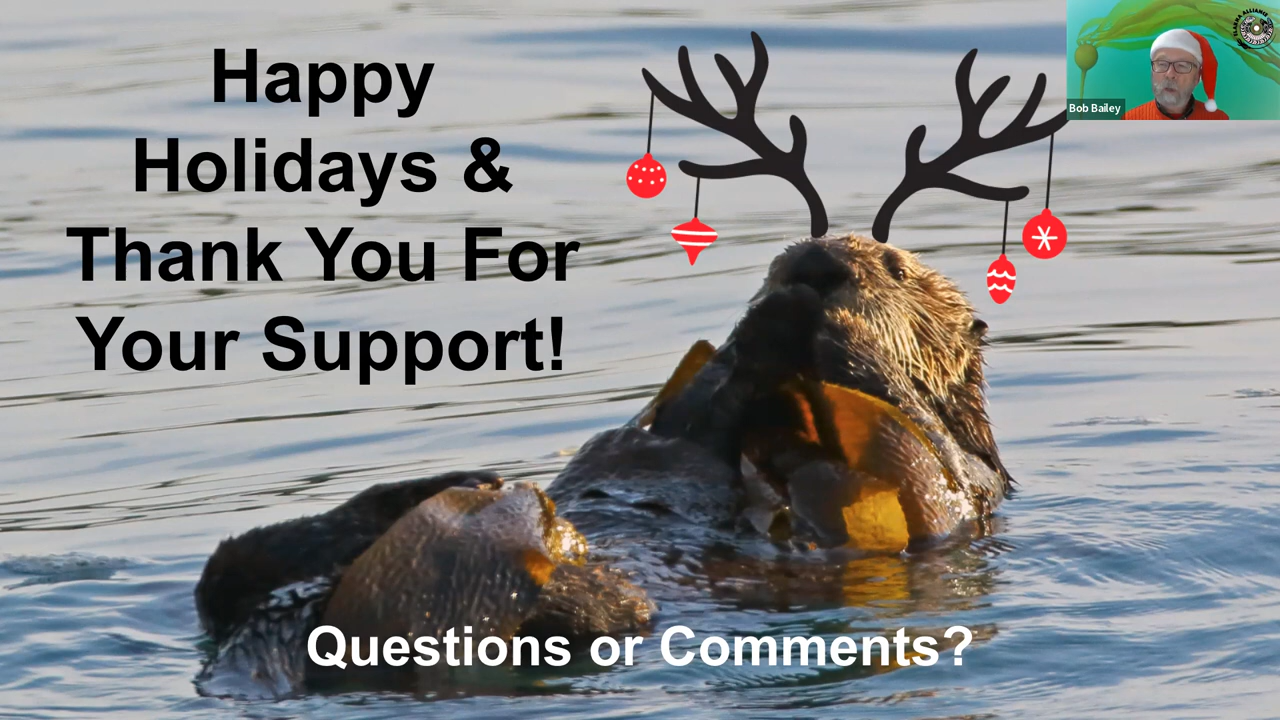 Happy
Holidays &
Thank You For
Your Support!
Bob Bailey
Questions or Comments?